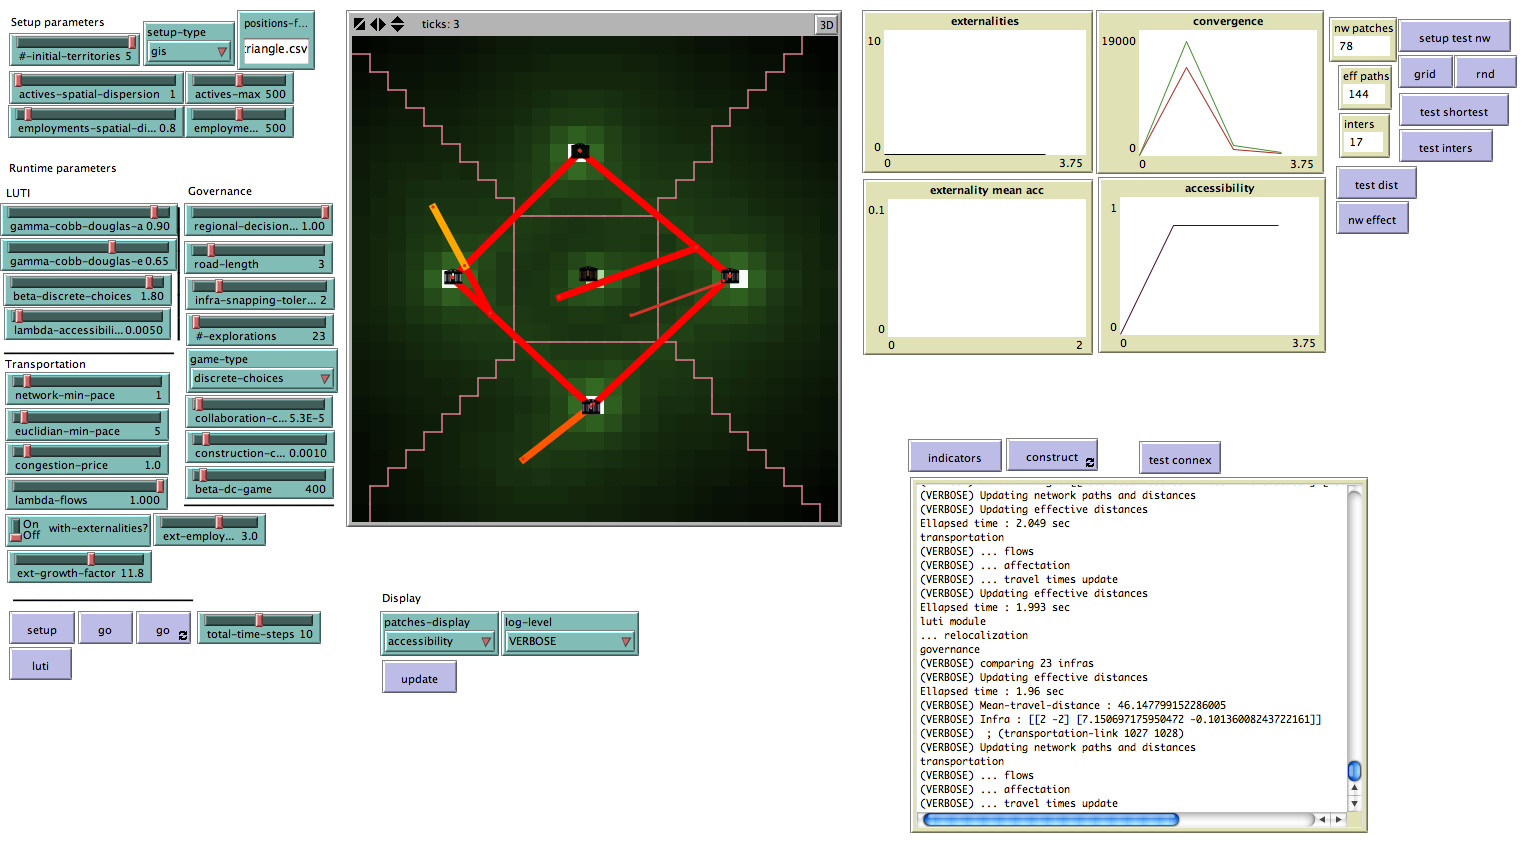 Setup parameters
#-initial-territories 5
setup-type
gis
positions-f...
riangle.csv
actives-spatial-dispersion 1
actives-max 500
employments-spatial-di... 0.8
employme... 500
Runtime parameters
LUTI
Governance
gamma-cobb-douglas-a 0.90
gamma-cobb-douglas-e 0.65
beta-discrete-choices 1.80
lambda-accessibili... 0.0050
regional-decision... 1.00
road-length 3
infra-snapping-toler... 2
#-explorations 23
game-type
discrete-choices
collaboration-c... 5.3E-5
construction-c... 0.0010
beta-dc-game 400
Transportation
network-min-pace 1
euclidian-min-pace 5
congestion-price 1.0
lambda-flows 1.000
On
Off
with-externalities?
ext-employ... 3.0
ext-growth-factor 11.8
setup
go
go
total-time-steps 10
luti
ticks: 3
3D
Display
patches-display
accessibility
log-level
VERBOSE
update
externalities
10
0
0
3.75
convergence
19000
0
0
3.75
externality mean acc
0.1
0
0
2
accessibility
1
0
0
3.75
nw patches
78
eff paths
144
inters
17
setup test nw
grid
rnd
test shortest
test inters
test dist
nw effect
indicators
construct
test connex
(VERBOSE) Updating network paths and distances
(VERBOSE) Updating effective distances
Ellapsed time : 2.049 sec
transportation
(VERBOSE) ... flows
(VERBOSE) ... affectation
(VERBOSE) ... travel times update
(VERBOSE) Updating effective distances
Ellapsed time : 1.993 sec
luti module
... relocalization
governance
(VERBOSE) comparing 23 infras
(VERBOSE) Updating effective distances
Ellapsed time : 1.96 sec
(VERBOSE) Mean-travel-distance : 46.147799152286005
(VERBOSE) Infra : [[2 -2] [7.150697175950472 -0.10136008243722161]]
(VERBOSE)  ; (transportation-link 1027 1028)
(VERBOSE) Updating network paths and distances
transportation
(VERBOSE) ... flows
(VERBOSE) ... affectation
(VERBOSE) ... travel times update